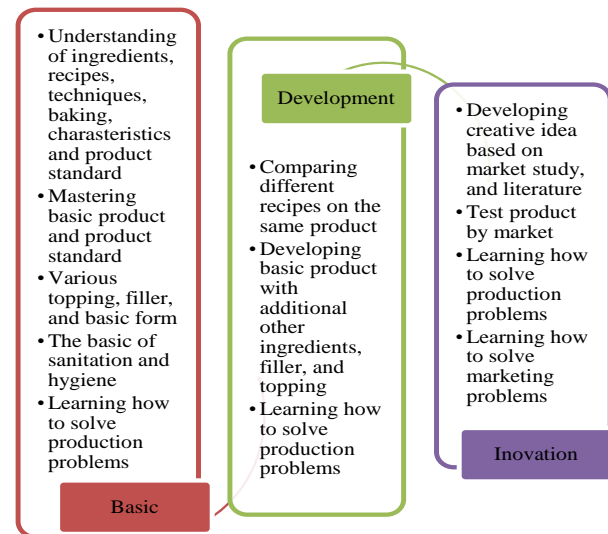 • Understanding
of ingredients,
recipes,
techniques,
baking,
charasteristics
and product
standard
• Mastering
basic product
and product
standard
• Various
topping, filler,
and basic form
• The basic of
sanitation and
hygiene
• Learning how
to solve
production
problems
Basic
Development
• Comparing
different
recipes on the
same product
• Developing
basic product
with
additional
other
ingredients,
filler, and
topping
• Learning how
to solve
production
problems
• Developing
creative idea
based on
market study,
and literature
• Test product
by market
• Learning how
to solve
production
problems
• Learning how
to solve
marketing
problems
Inovation